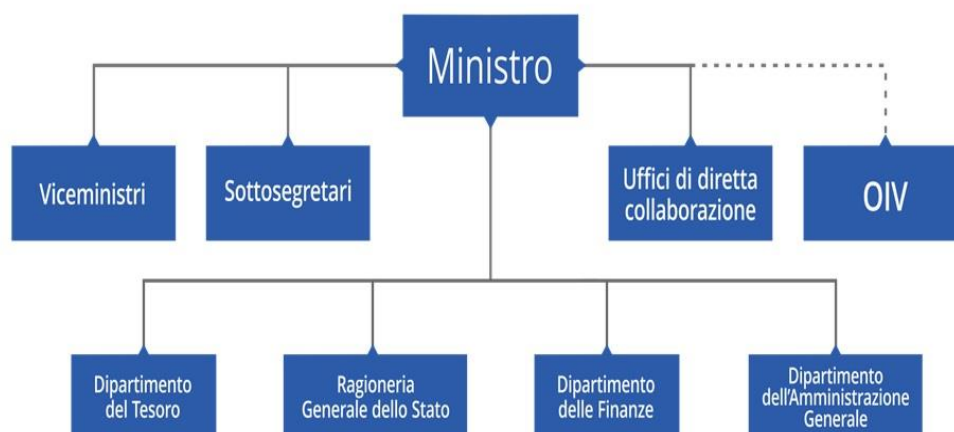 Ministro
Viceministri
Sottosegretari
Uffici di diretta
collaborazione
OIV
Dipartimento
del Tesoro
Ragioneria
Generale dello Stato
Dipartimento
delle Finanze
Dipartimento
dell’Amministrazione
Generale